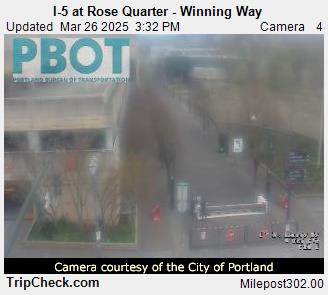 I-5 at Rose Quarter - Winning Way
Updated  Mar 26 2025  3:32 PM
Camera  4
PBOT
PORTLAND BUREAU OF TRANSPORTATION
Camera courtesy of the City of Portland
TripCheck.com
Milepost302.00